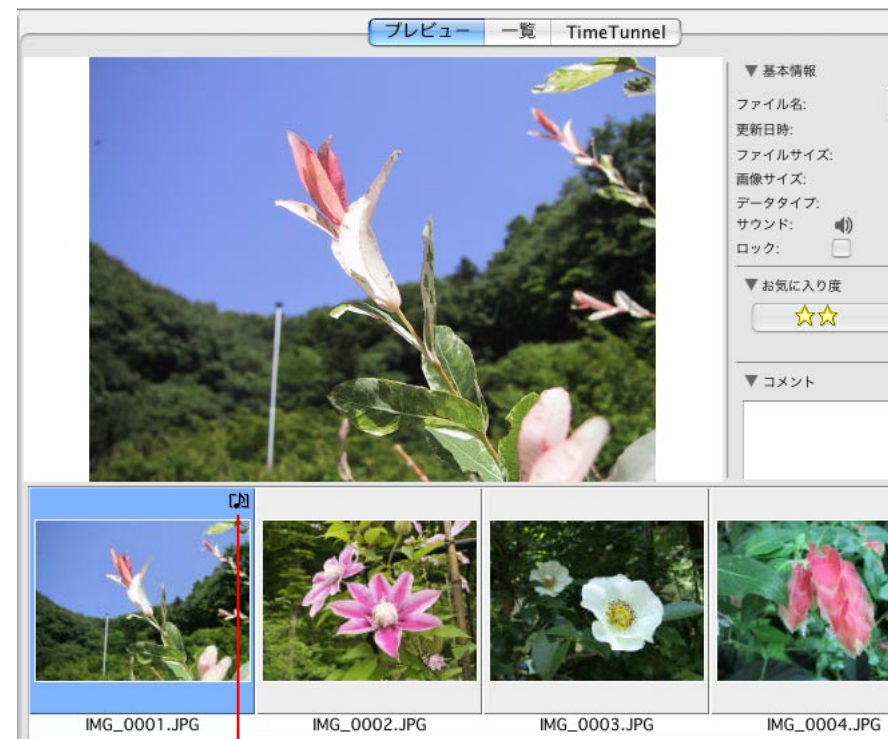 プレビュー 一覧 TimeTunnel
▼ 基本情報
ファイル名:
更新日時:
ファイルサイズ:
画像サイズ:
データタイプ:
サウンド:
ロック:
▼ お気に入り度
▼ コメント
IMG_0001.JPG IMG_0002.JPG IMG_0003.JPG IMG_0004.JPG